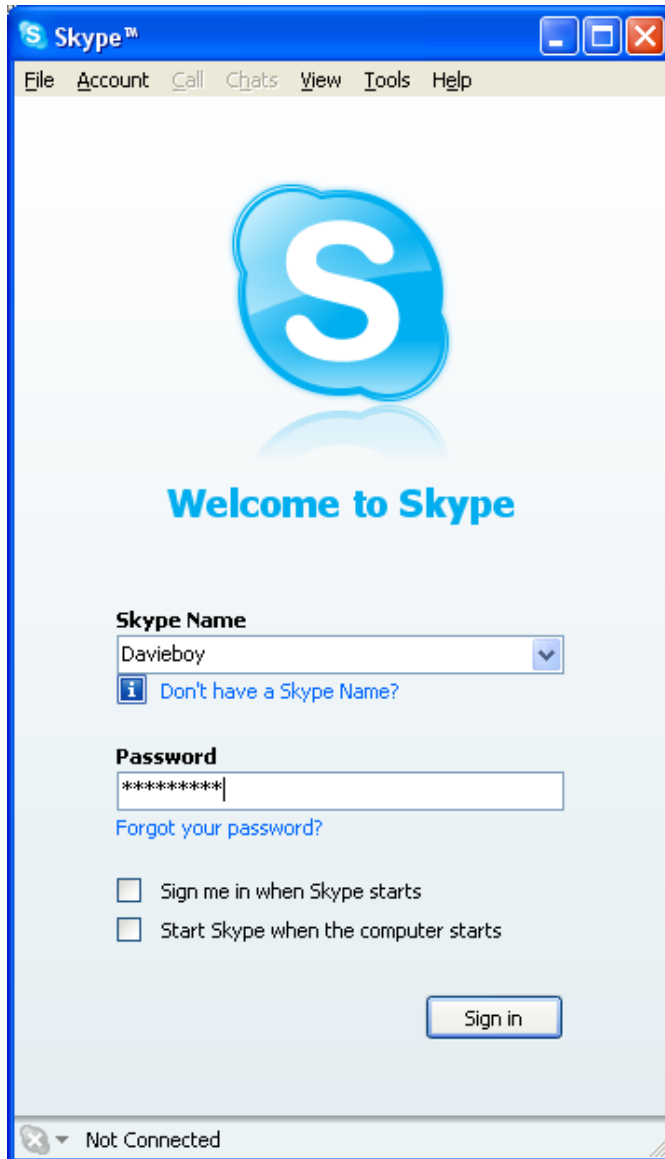 Skype™
File Account Call Chats View Tools Help
S
Welcome to Skype
Skype Name
Davieboy
Don't have a Skype Name?
Password
*********
Forgot your password?
Sign me in when Skype starts
Start Skype when the computer starts
Sign in
Not Connected